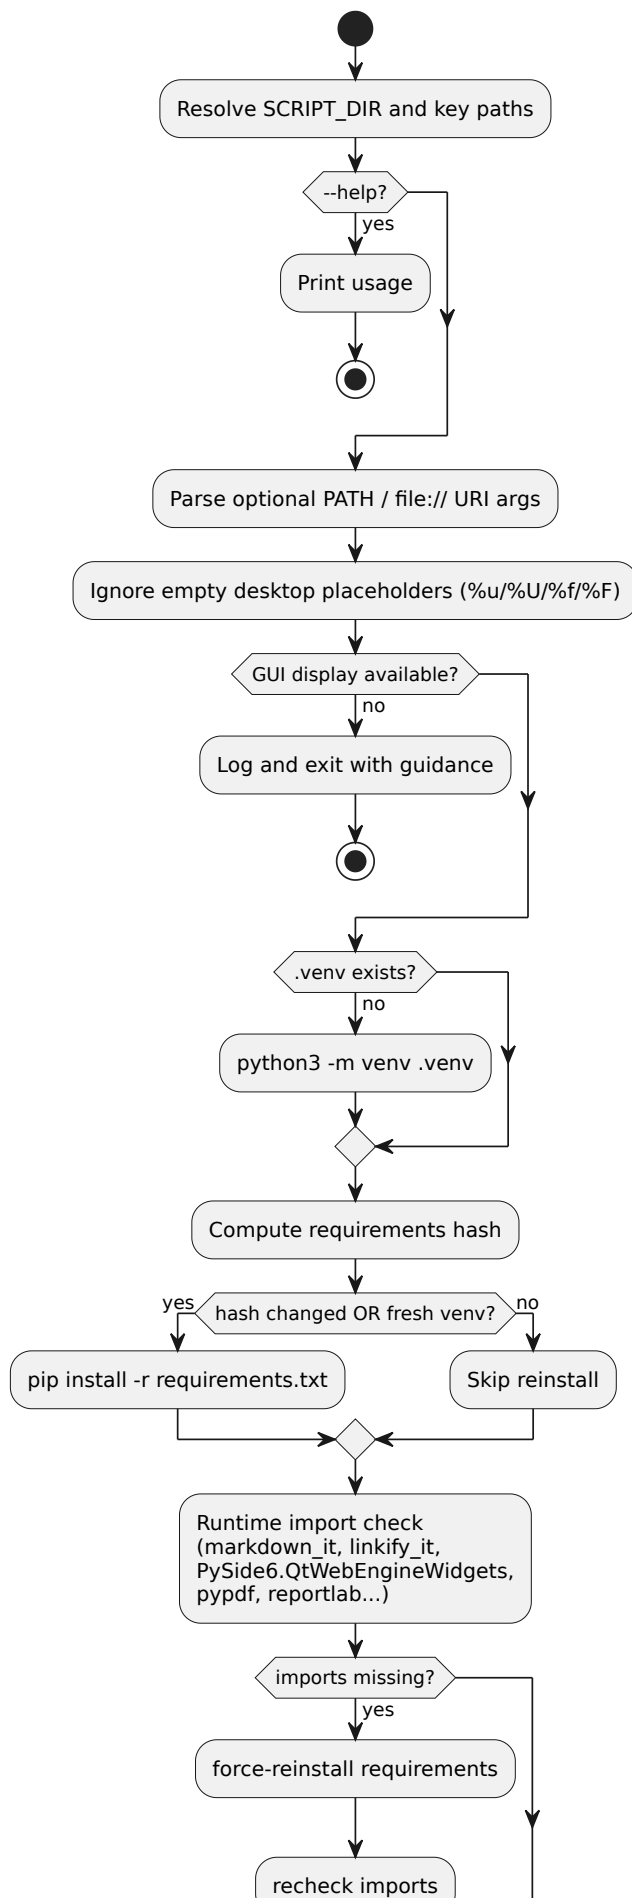 Resolve SCRIPT_DIR and key paths
--help?
yes
Print usage
Parse optional PATH / file:// URI args
Ignore empty desktop placeholders (%u/%U/%f/%F)
GUI display available?
no
Log and exit with guidance
.venv exists?
no
python3 -m venv .venv
Compute requirements hash
yes
hash changed OR fresh venv?
no
pip install -r requirements.txt
Skip reinstall
Runtime import check
(markdown_it, linkify_it,
PySide6.QtWebEngineWidgets,
pypdf, reportlab...)
imports missing?
yes
force-reinstall requirements
recheck imports